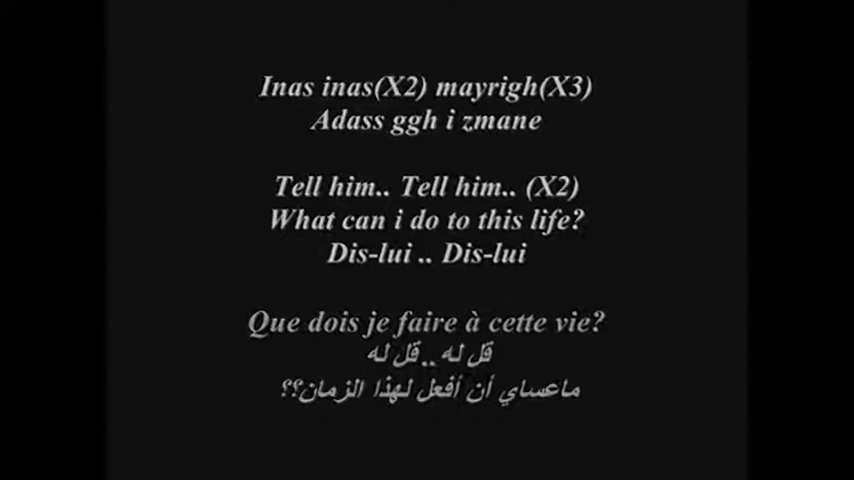 Inas inas(X2) mayrigh(X3)
Adass ggh i zmane
Tell him.. Tell him.. (X2)
What can i do to this life?
Dis-lui .. Dis-lui
Que dois je faire à cette vie?
قل له ..قل له
ماعساي أن أفعل لهذا الزمان؟؟